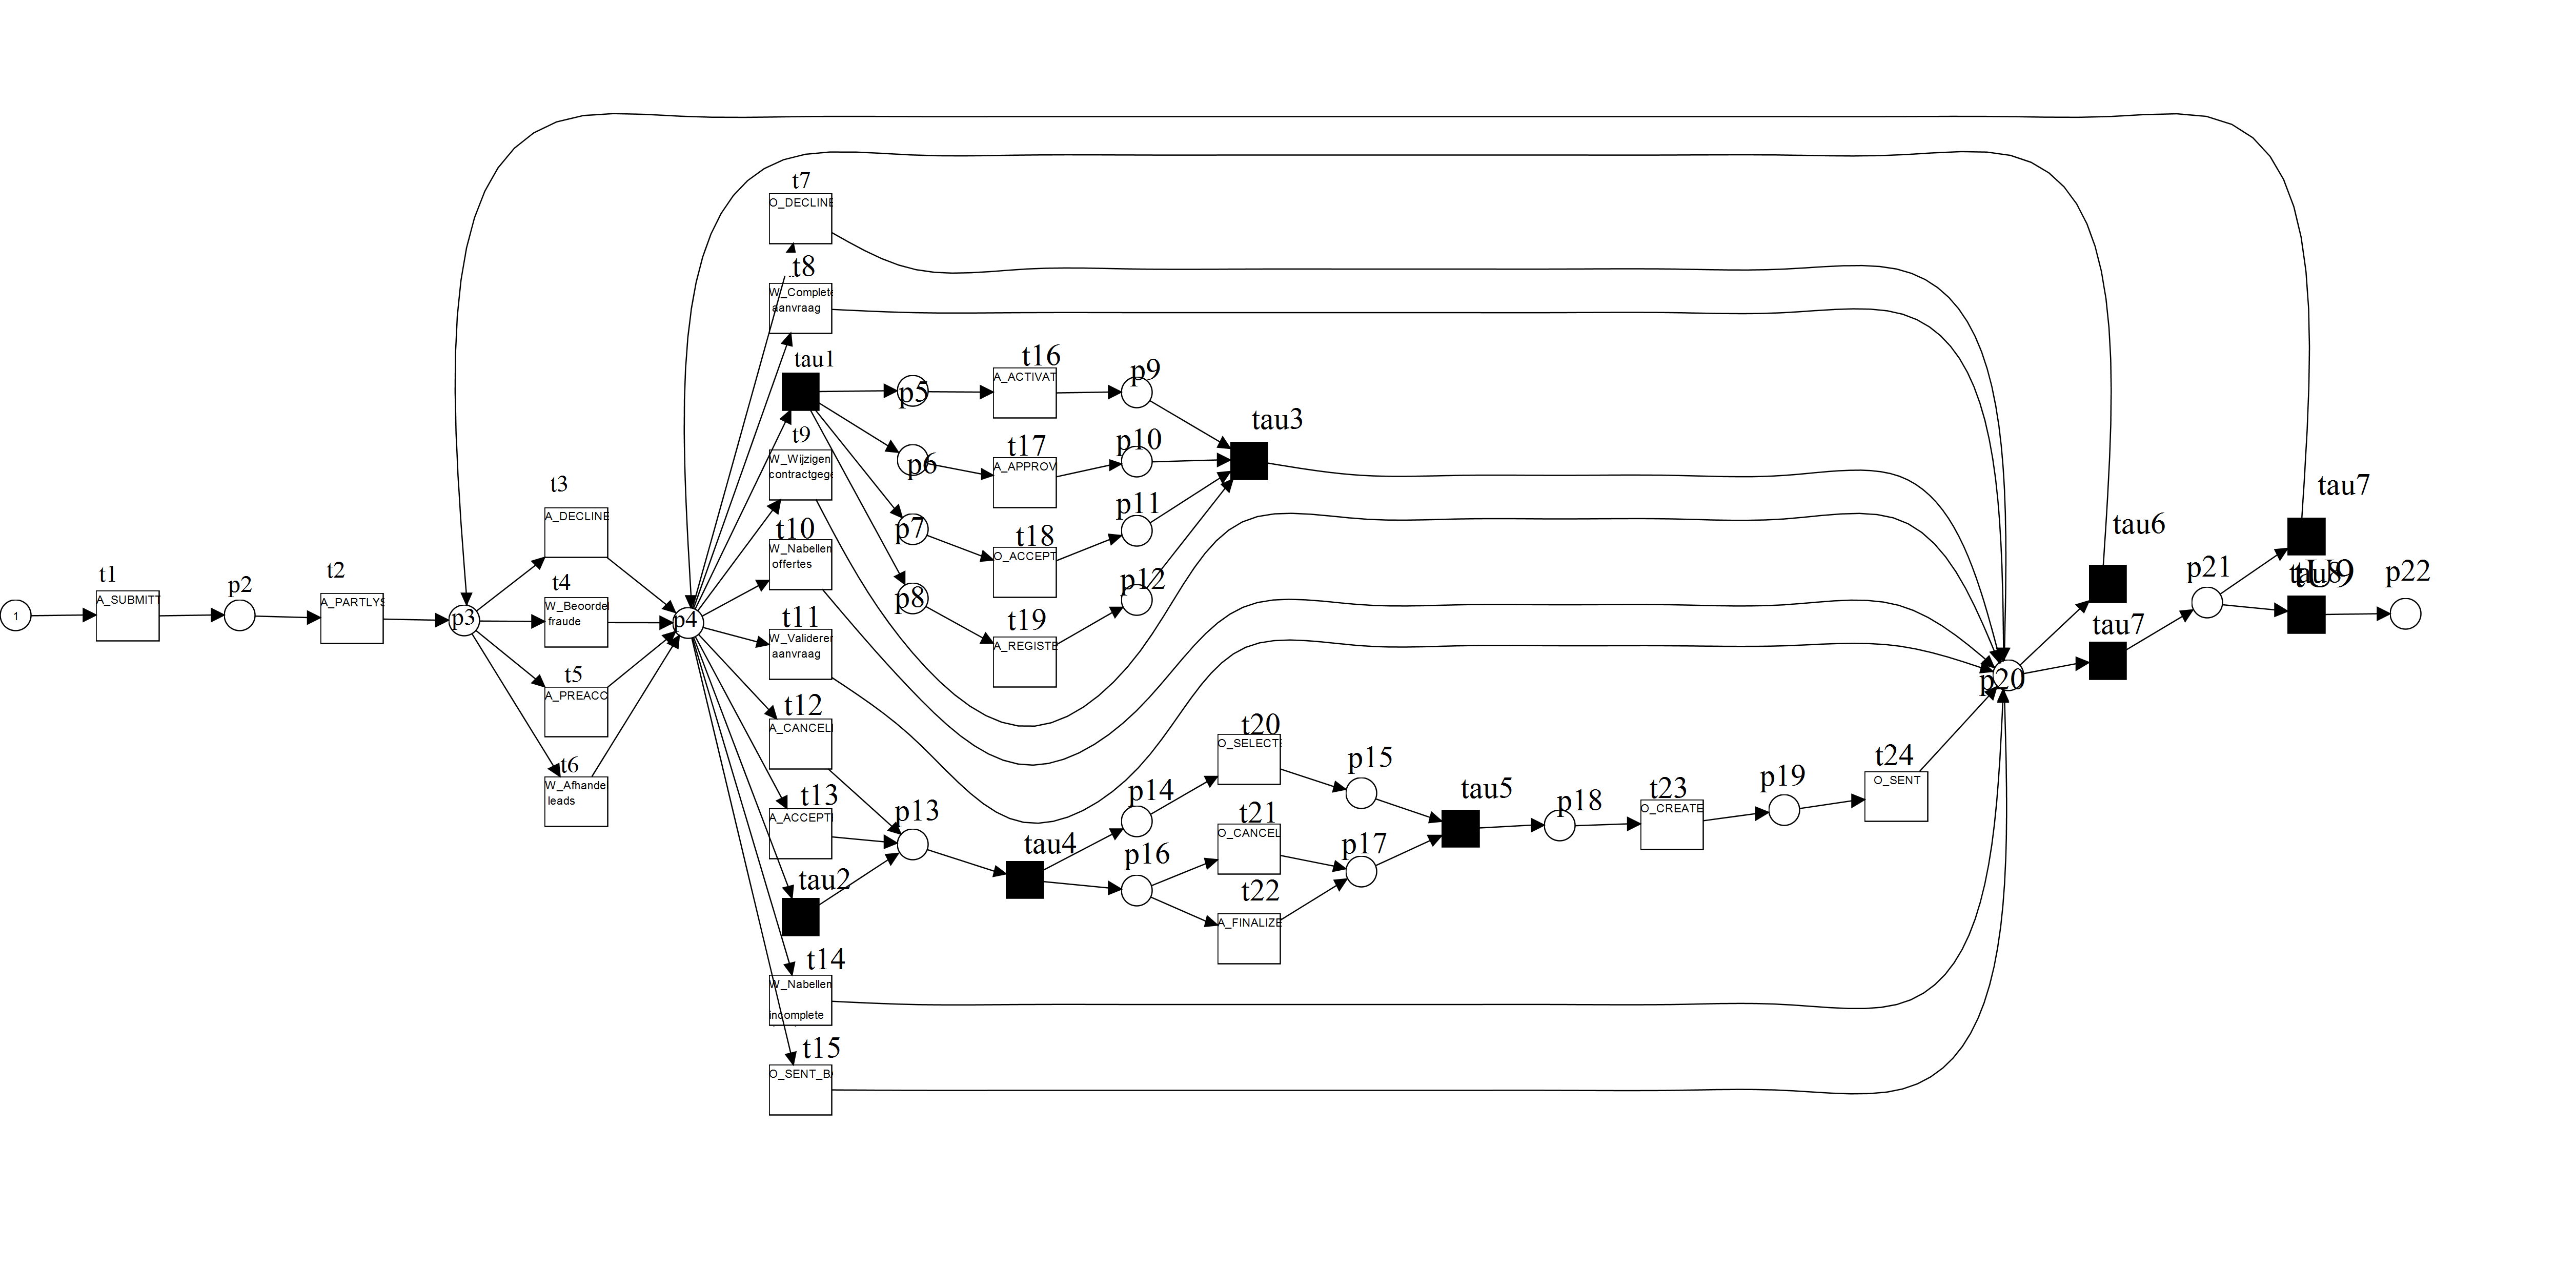 t1
A_SUBMITT
p2
t2
A_PARTLYS
1
p3
t3
A_DECLINE
t4
W_Beoorde
fraude
t5
A_PREACC
t6
W_Afhande
leads
p4
t7
O_DECLINE
t8
W_Complete
aanvraag
tau1
t9
W_Wijzigen
contractgege
t10
W_Nabellen
offertes
t11
W_Valideren
aanvraag
t12
A_CANCELL
t13
A_ACCEPT
tau2
t14
W_Nabellen
incomplete
t15
O_SENT_BA
p5
p6
p7
p8
p13
t16
A_ACTIVAT
t17
A_APPROV
t18
O_ACCEPT
t19
A_REGISTE
p9
p10
p11
p12
tau3
tau4
p14
p16
t20
O_SELECT
t21
O_CANCEL
t22
A_FINALIZE
p15
p17
tau5
p18
t23
O_CREATE
p19
t24
O_SENT
p20
tau6
tau7
p21
tau7
p22